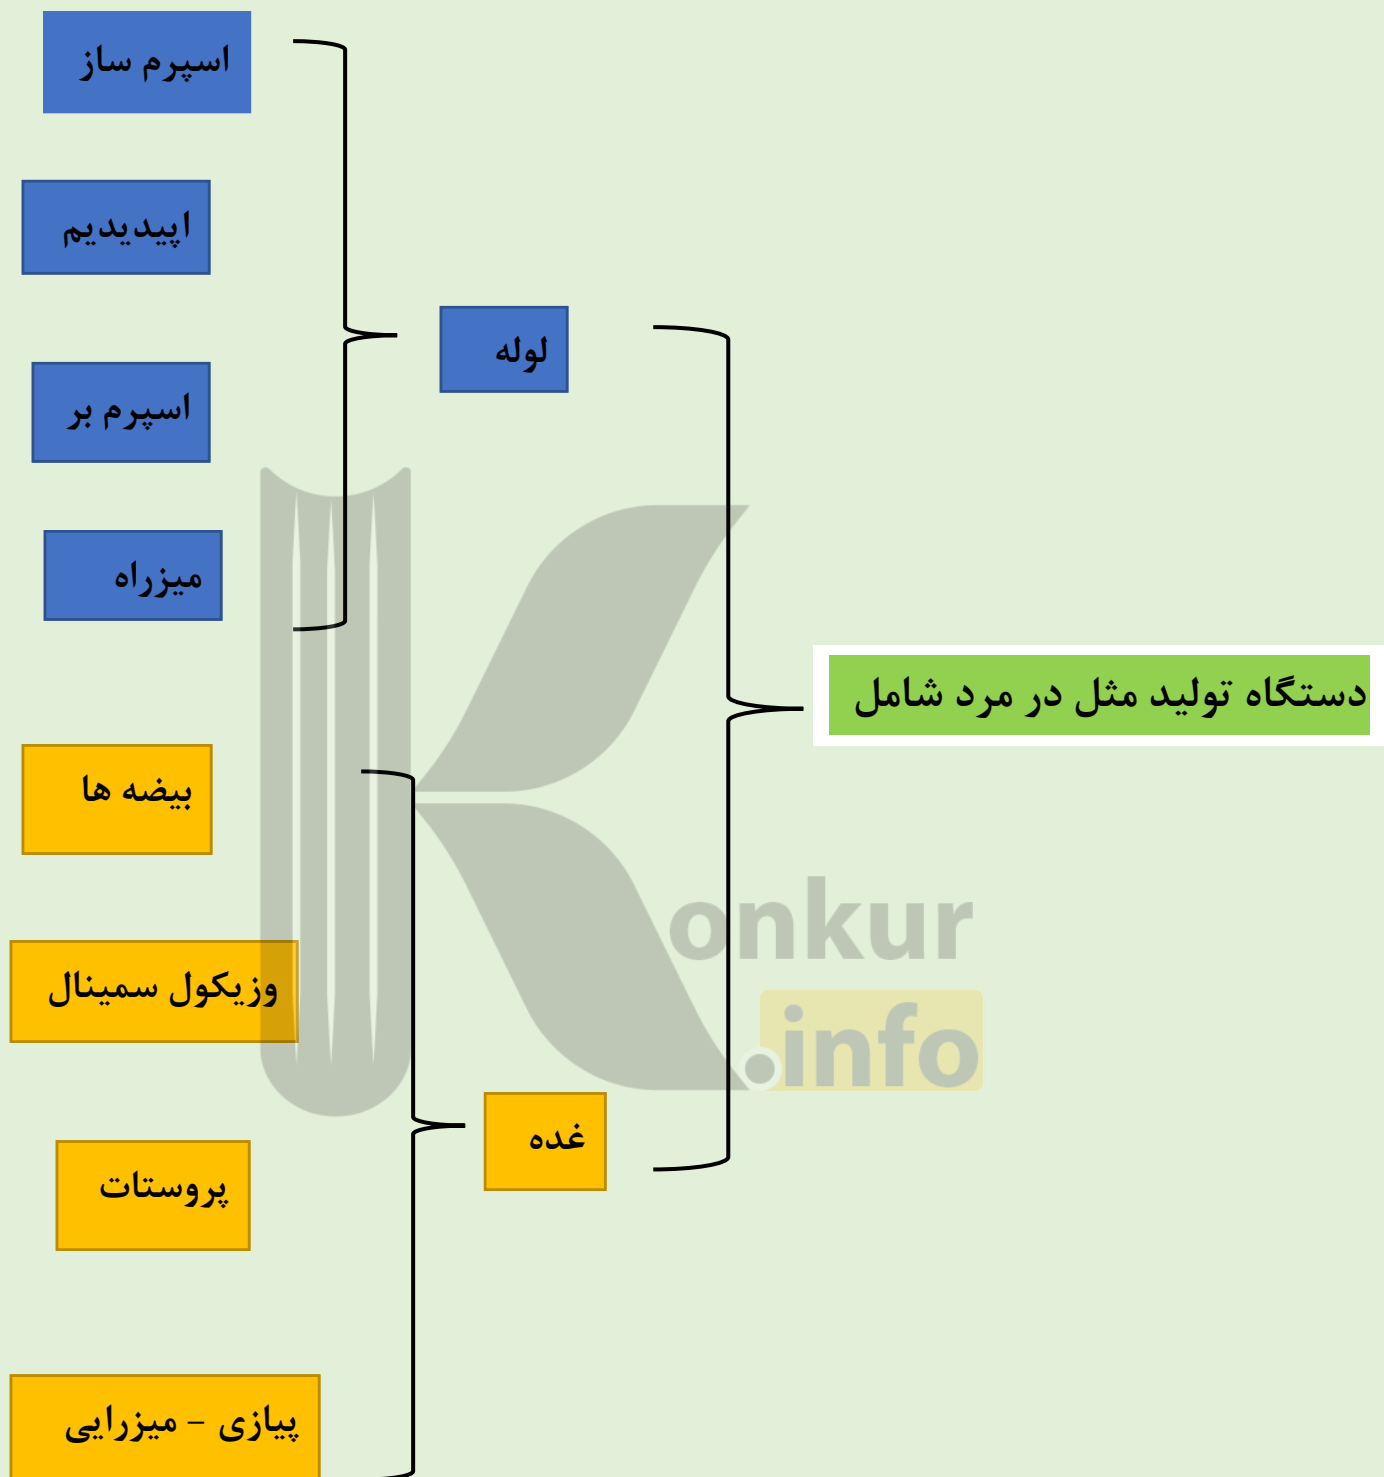 دستگاه تولید مثل در مرد شامل
لوله
اسپرم ساز
اپیدیدیم
اسپرم بر
میزراه
غده
بیضه ها
وزیکول سمینال
پروستات
پیازی - میزرایی
Konkur
.info